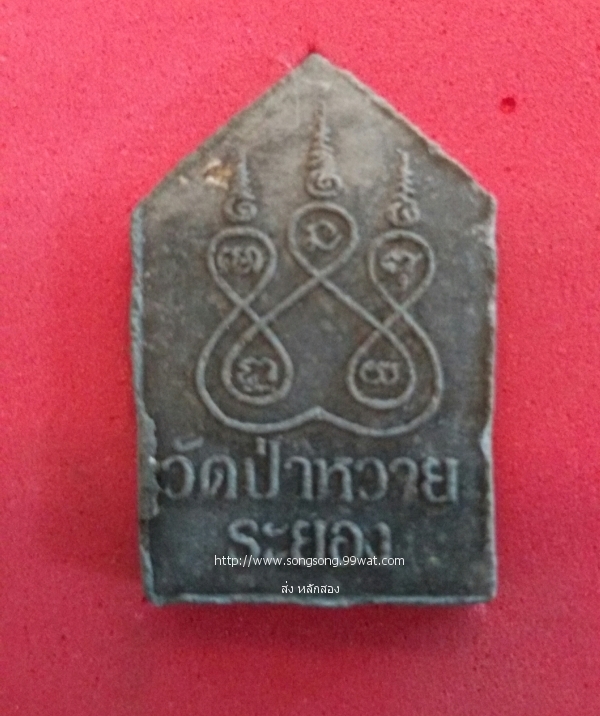 วัดป่าหวาย
ระยอง
http://www.songsong.99wat.com
ส่ง หลักสอง